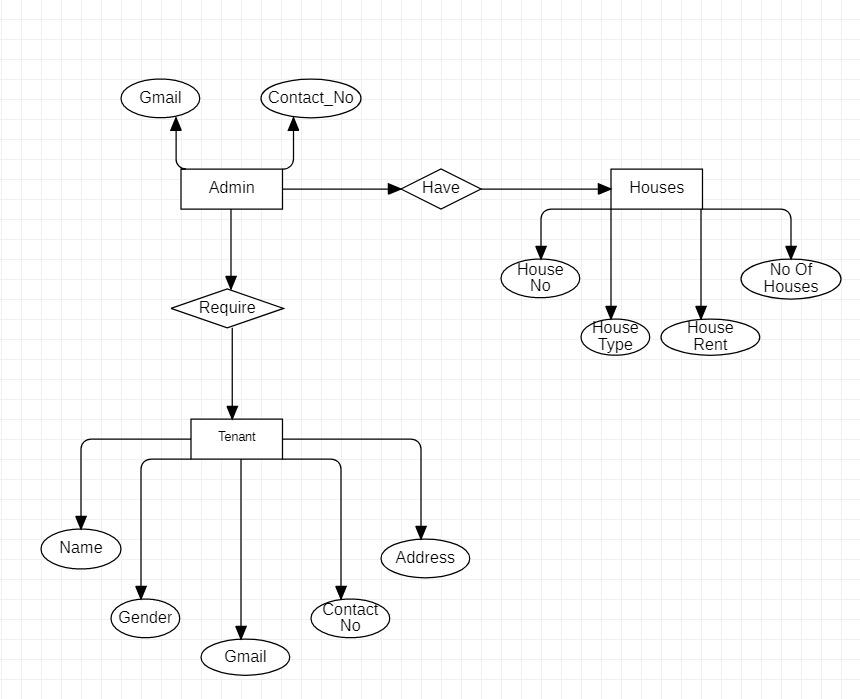 Gmail
Contact_No
Admin
Have
Houses
House
No
No Of
Houses
Require
House
Type
House
Rent
Tenant
Name
Address
Gender
Contact
No
Gmail